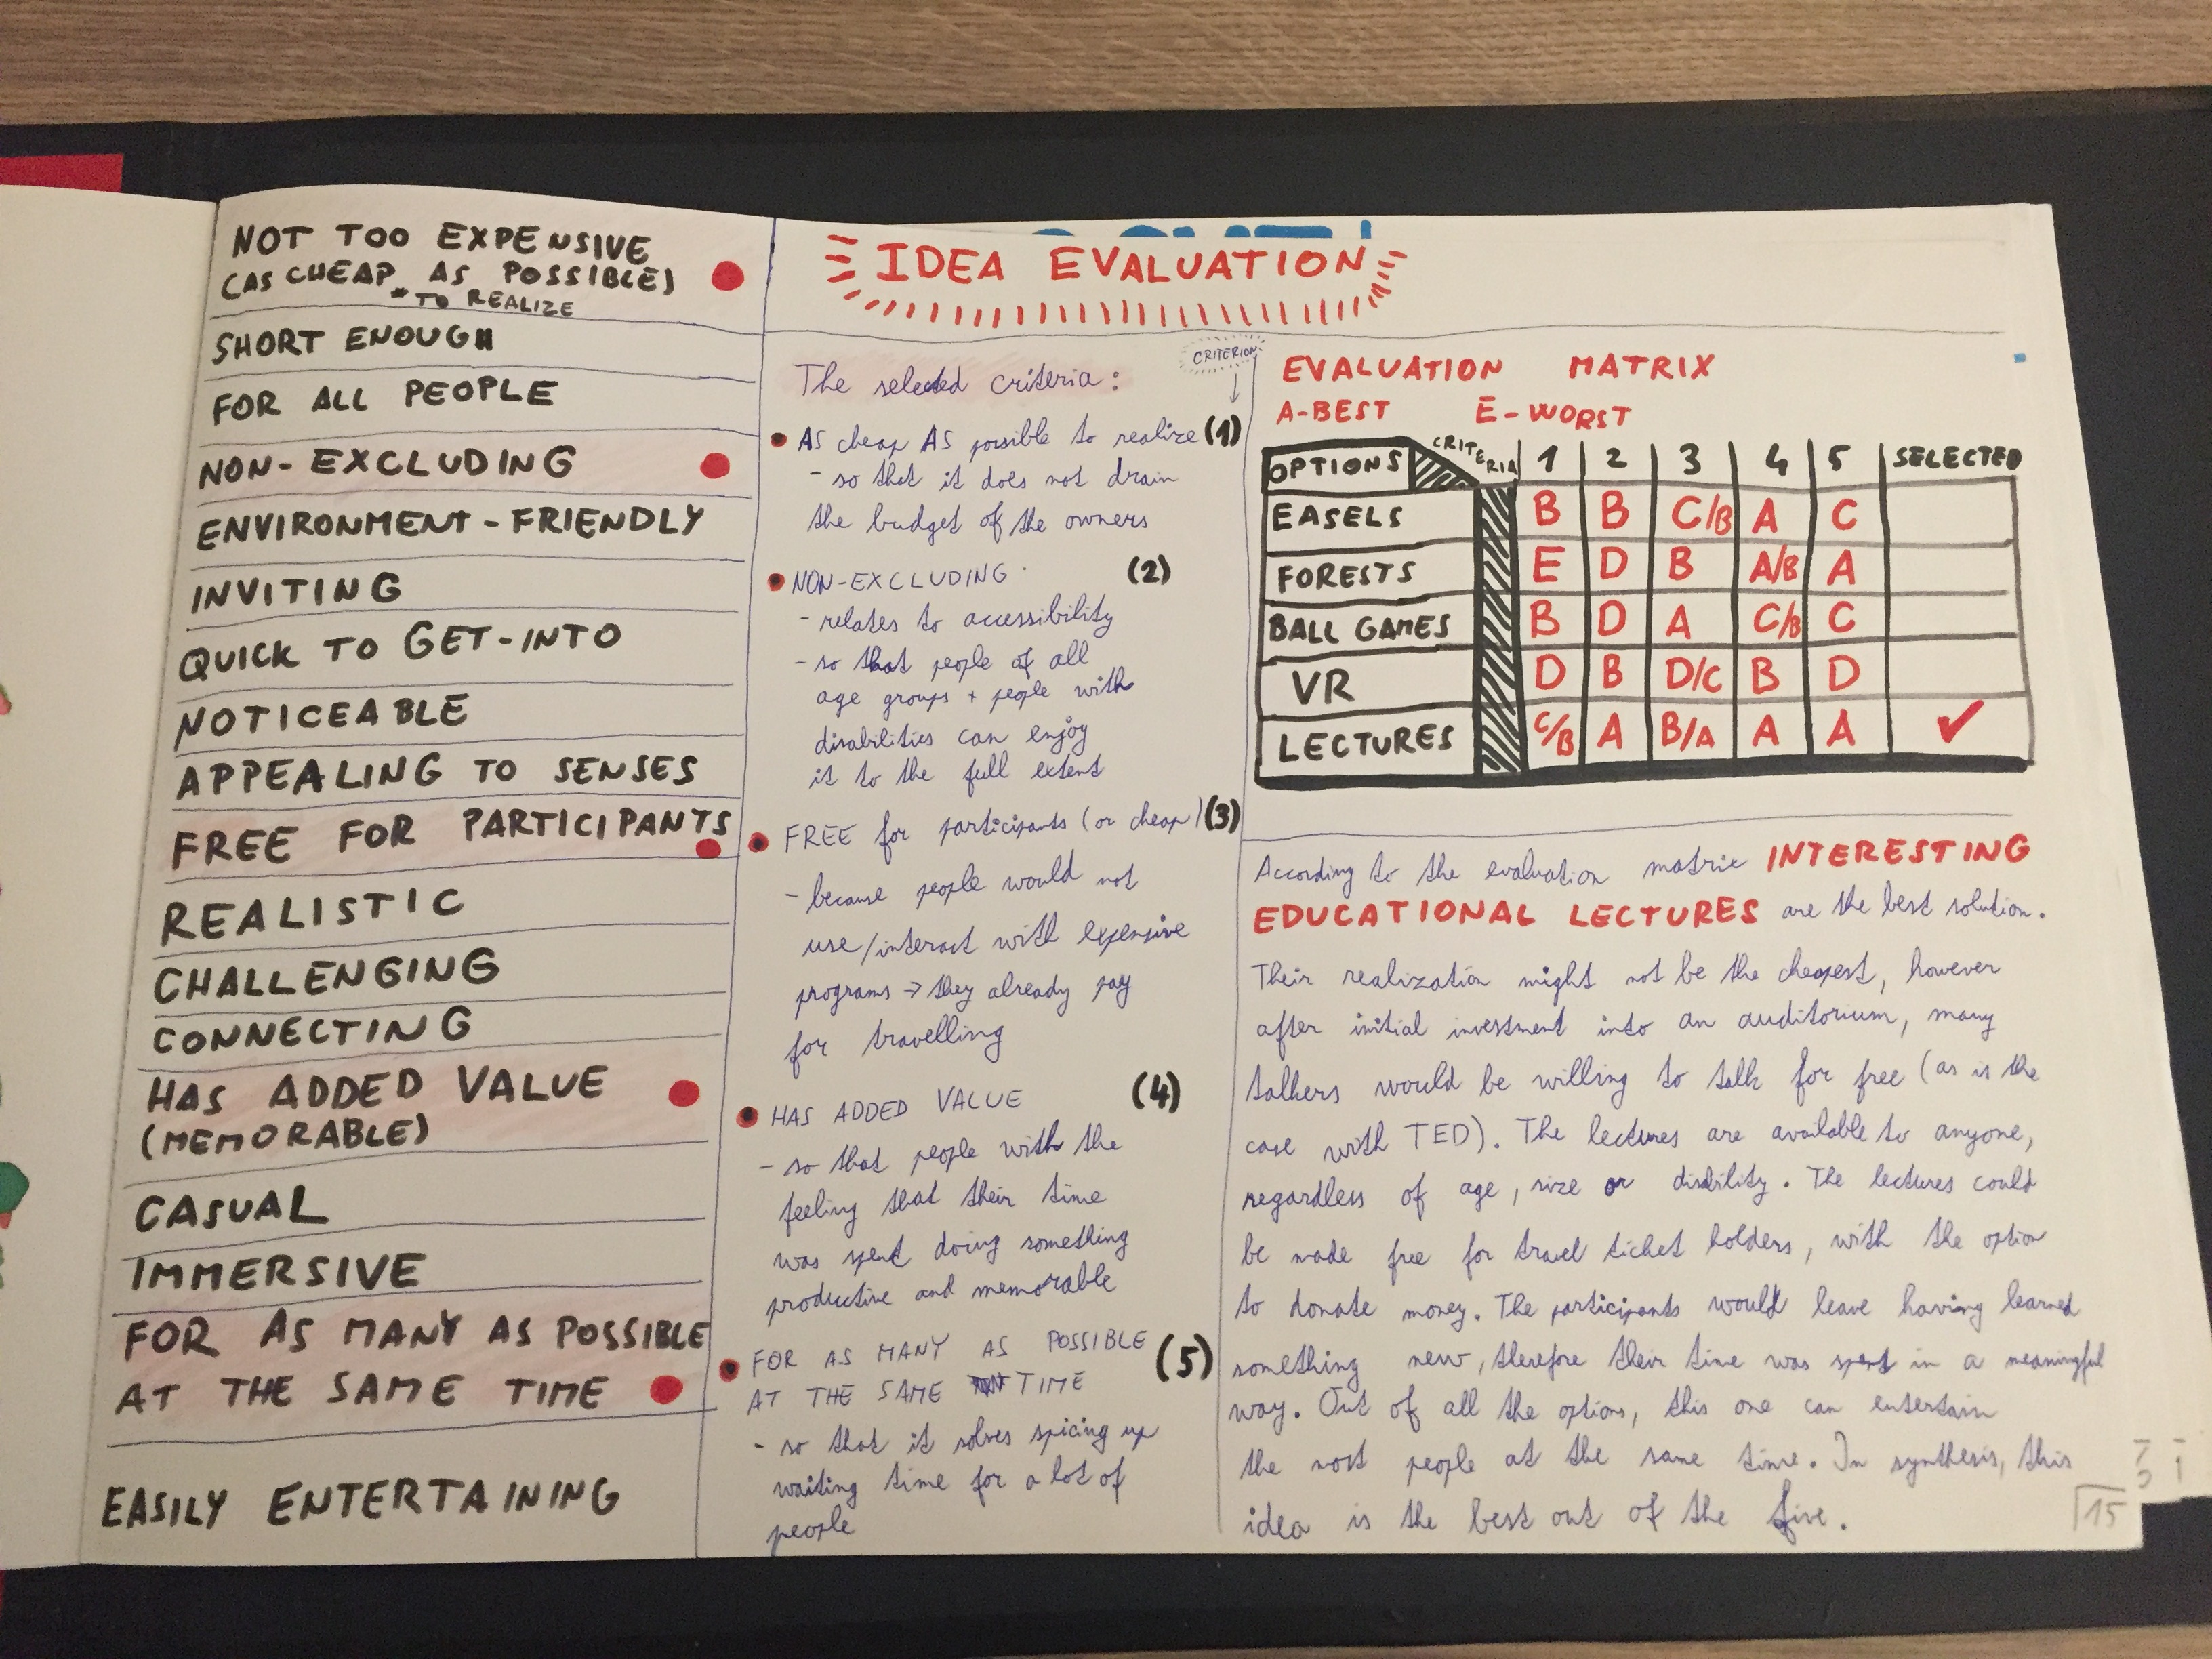 NOT TOO EXPENSIVE
(AS CHEAP * AS POSSIBLE)
* TO REALIZE
SHORT ENOUGH
FOR ALL PEOPLE
NON-EXCLUDING
ENVIRONMENT-FRIENDLY
INVITING
QUICK TO GET-INTO
NOTICEABLE
APPEALING TO SENSES
FREE FOR PARTICIPANTS
REALISTIC
CHALLENGING
CONNECTING
HAS ADDED VALUE
(MEMORABLE)
CASUAL
IMMERSIVE
FOR AS MANY AS POSSIBLE
AT THE SAME TIME
EASILY ENTERTAINING
IDEA EVALUATION
CRITERION
The selected criteria:
AS cheap AS possible to realize (1)
- so that it does not drain
the budget of the owners
NON-EXCLUDING (2)
- relates to accessibility
- so that people of all
age groups + people with
disabilities can enjoy
it to the full extent
FREE for participants (or cheap) (3)
- because people would not
use/interact with expensive
programs → they already pay
for travelling
HAS ADDED VALUE (4)
- so that people with the
feeling that their time
was spent doing something
productive and memorable
FOR AS MANY AS POSSIBLE (5)
AT THE SAME TIME
- so that it solves spicing up
waiting time for a lot of
people
EVALUATION MATRIX
A-BEST E-WORST
OPTIONS CRITERIA 1 2 3 4 5 SELECTED
EASELS B B C/B A C
FORESTS E D B A/B A
BALL GAMES B D A C/B C
VR D B D/C B D
LECTURES C/B A B/A A A ✓
According to the evaluation matrix INTERESTING
EDUCATIONAL LECTURES are the best solution.
Their realization might not be the cheapest, however
after initial investment into an auditorium, many
talkers would be willing to talk for free (as is the
case with TED). The lectures are available to anyone,
regardless of age, size or disbility. The lectures could
be made free for travel ticket holders, with the option
to donate money. The participants would leave having learned
something new, therefore their time was spent in a meaningful
way. Out of all the options, this one can entertain
the most people at the same time. In synthesis, this
idea is the best out of the five.
15